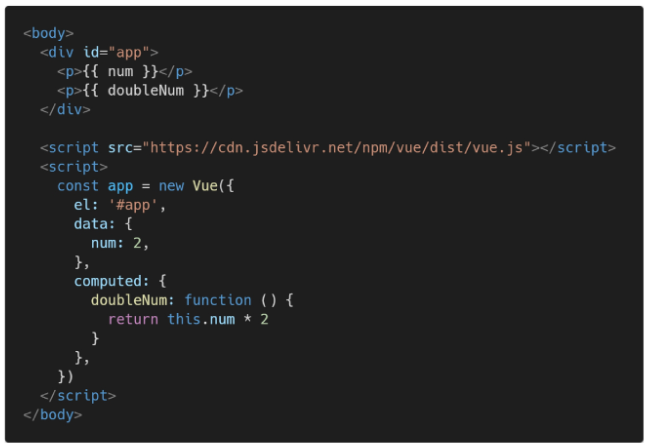 <body>
  <div id="app">
    <p>{{ num }}</p>
    <p>{{ doubleNum }}</p>
  </div>

  <script src="https://cdn.jsdelivr.net/npm/vue/dist/vue.js"></script>
  <script>
    const app = new Vue({
      el: '#app',
      data: {
        num: 2,
      },
      computed: {
        doubleNum: function () {
          return this.num * 2
        }
      },
    })
  </script>
</body>